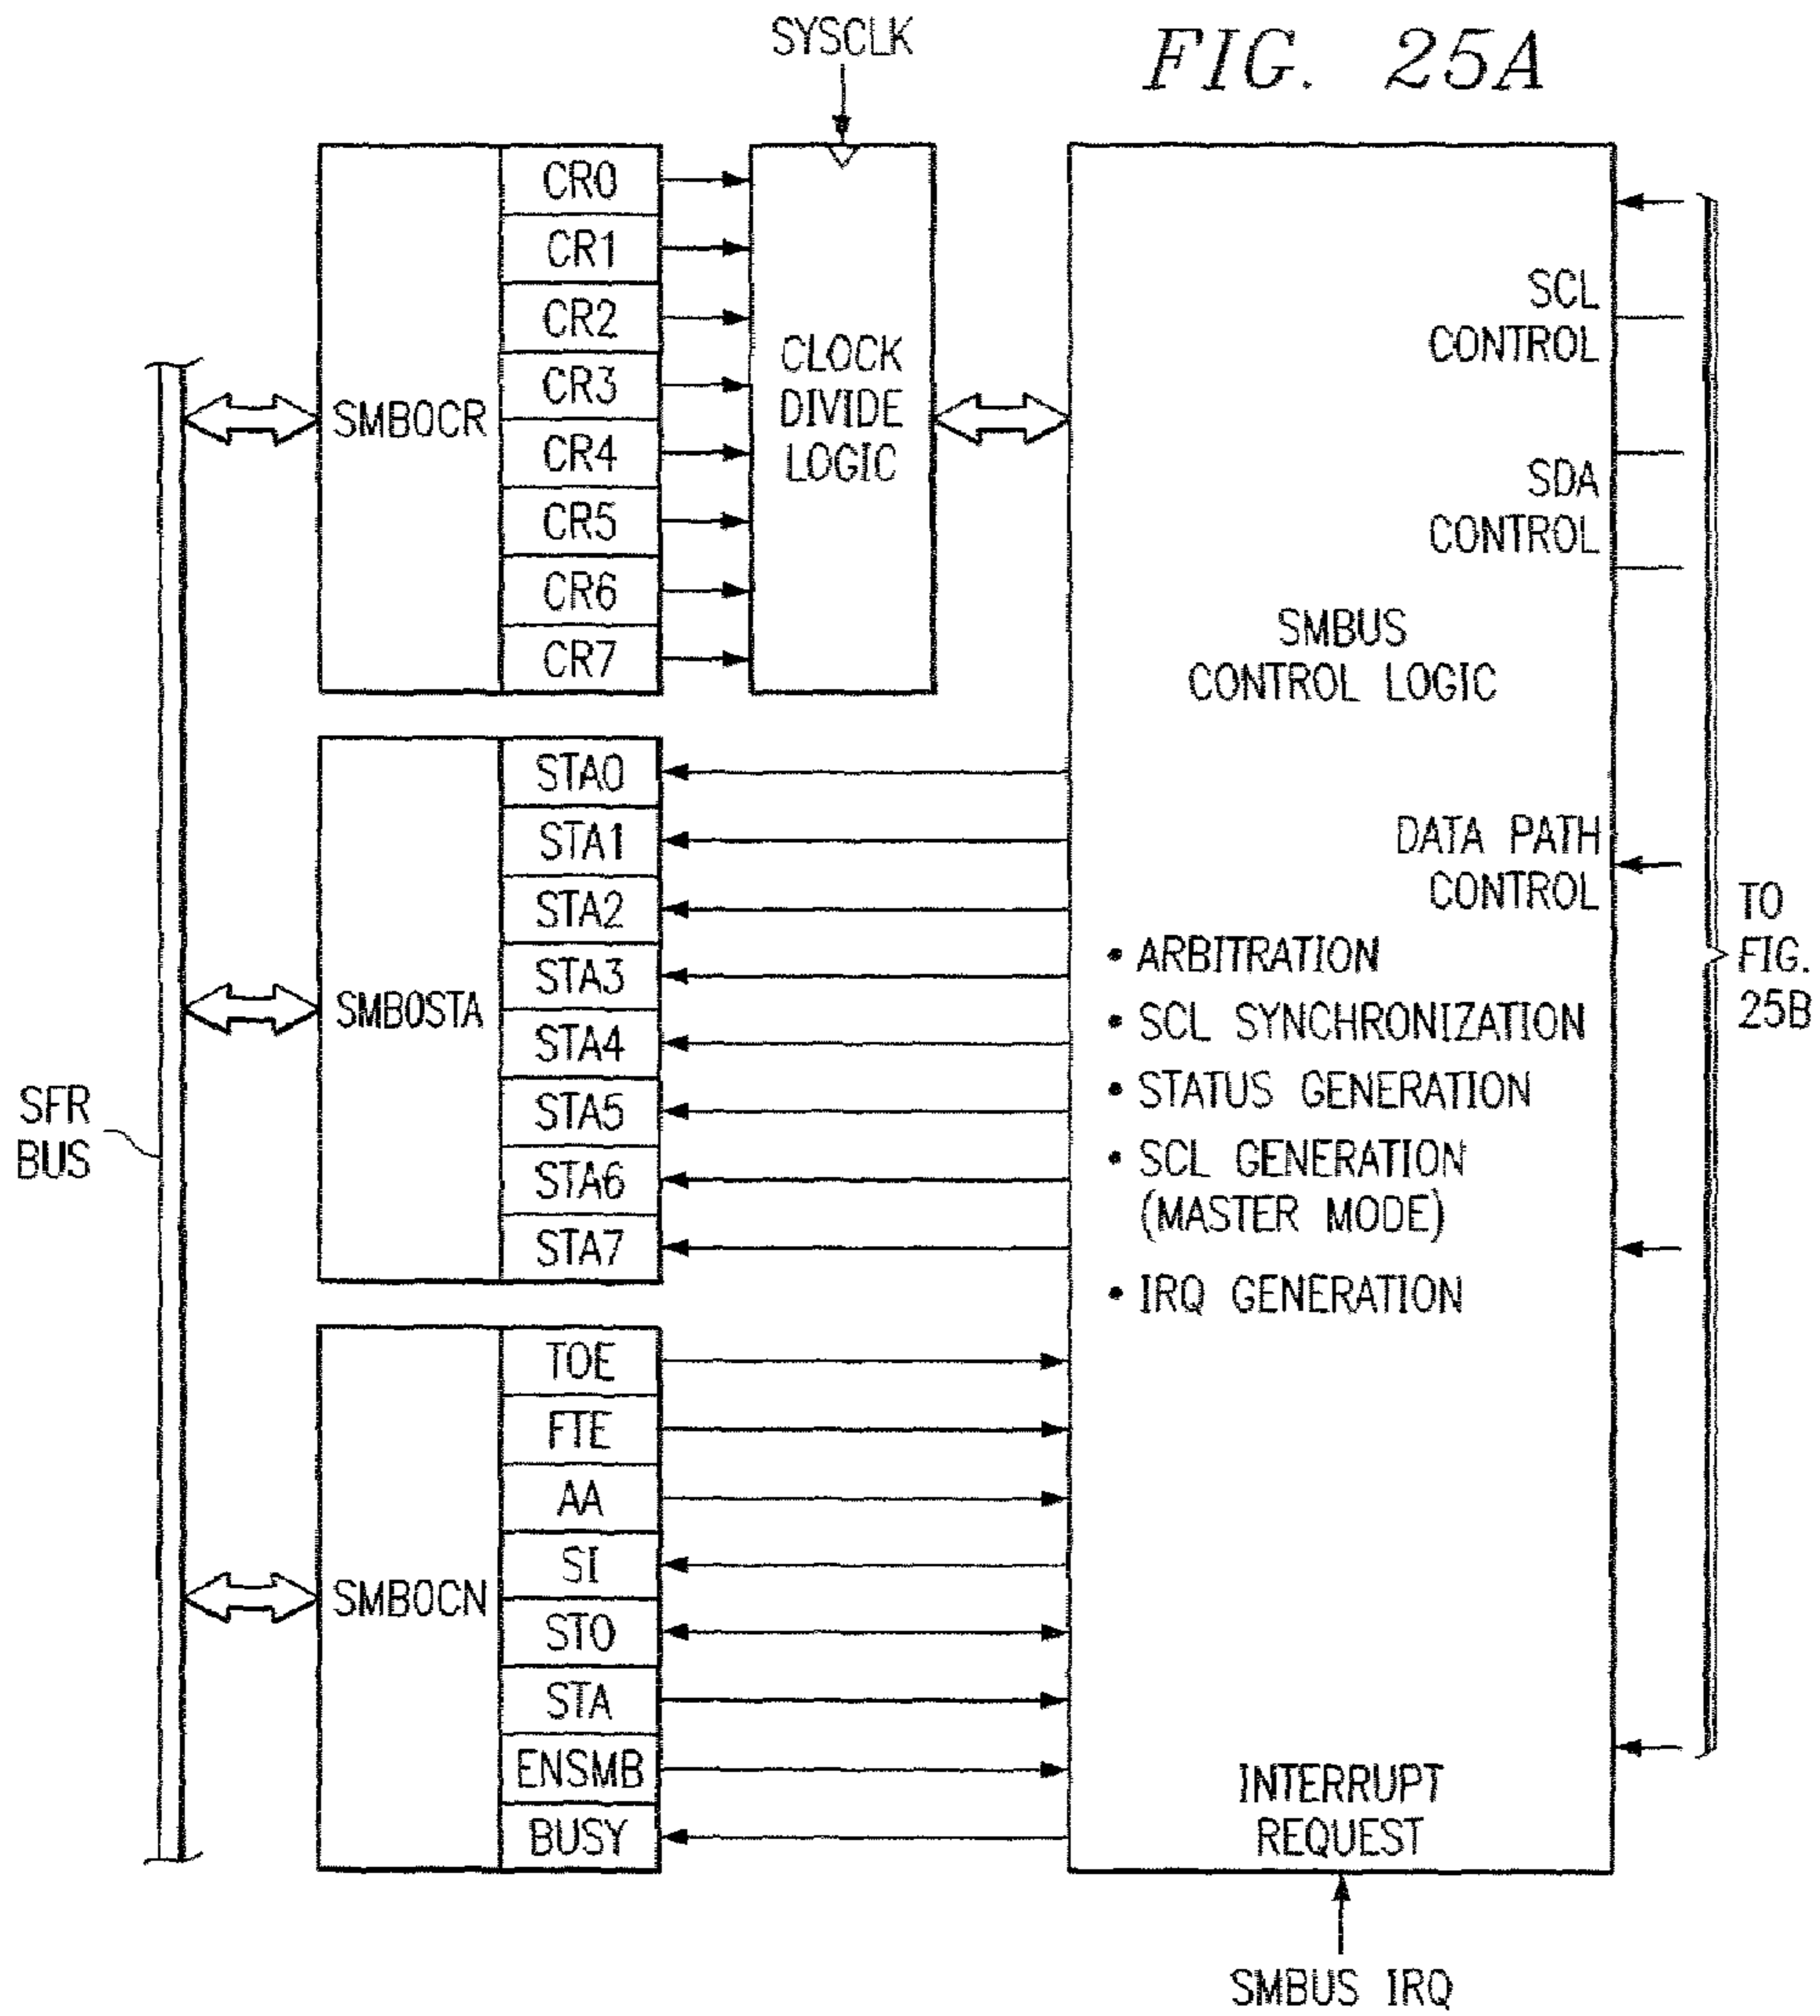 SYSCLK
FIG. 25A
SMB0CR
CR0
CR1
CR2
CR3
CR4
CR5
CR6
CR7
CLOCK
DIVIDE
LOGIC
SCL
CONTROL
SDA
CONTROL
SMBUS
CONTROL LOGIC
DATA PATH
CONTROL
• ARBITRATION
• SCL SYNCHRONIZATION
• STATUS GENERATION
• SCL GENERATION
(MASTER MODE)
• IRQ GENERATION
INTERRUPT
REQUEST
SMB0STA
STA0
STA1
STA2
STA3
STA4
STA5
STA6
STA7
SFR
BUS
SMB0CN
TOE
FTE
AA
SI
STO
STA
ENSMB
BUSY
TO
FIG.
25B
SMBUS IRQ